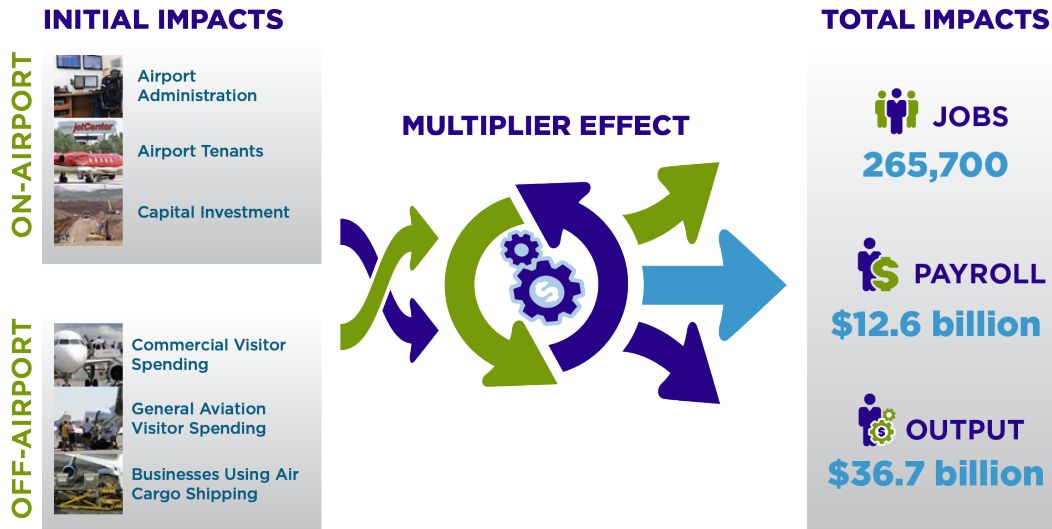 INITIAL IMPACTS
ON-AIRPORT
Airport
Administration
jetCenter
Airport Tenants
Capital Investment
OFF-AIRPORT
Commercial Visitor
Spending
General Aviation
Visitor Spending
Businesses Using Air
Cargo Shipping
MULTIPLIER EFFECT
$
TOTAL IMPACTS
JOBS
265,700
$
PAYROLL
$12.6 billion
$
OUTPUT
$36.7 billion